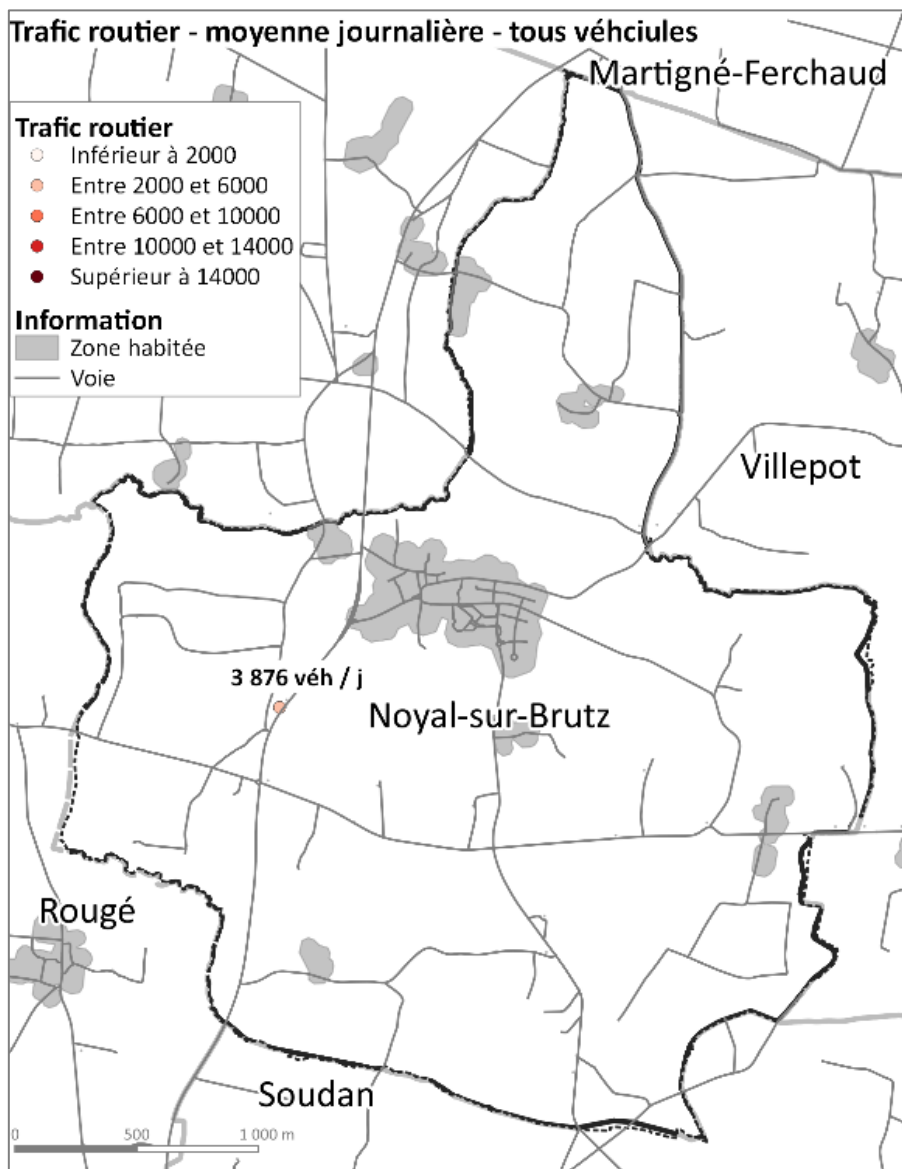 Trafic routier - moyenne journalière - tous véhciules
Martigné-Ferchaud
Trafic routier
Inférieur à 2000
Entre 2000 et 6000
Entre 6000 et 10000
Entre 10000 et 14000
Supérieur à 14000
Information
Zone habitée
Voie
Villepot
3 876 véh / j
Noyal-sur-Brutz
Rougé
Soudan
0 500 1 000 m